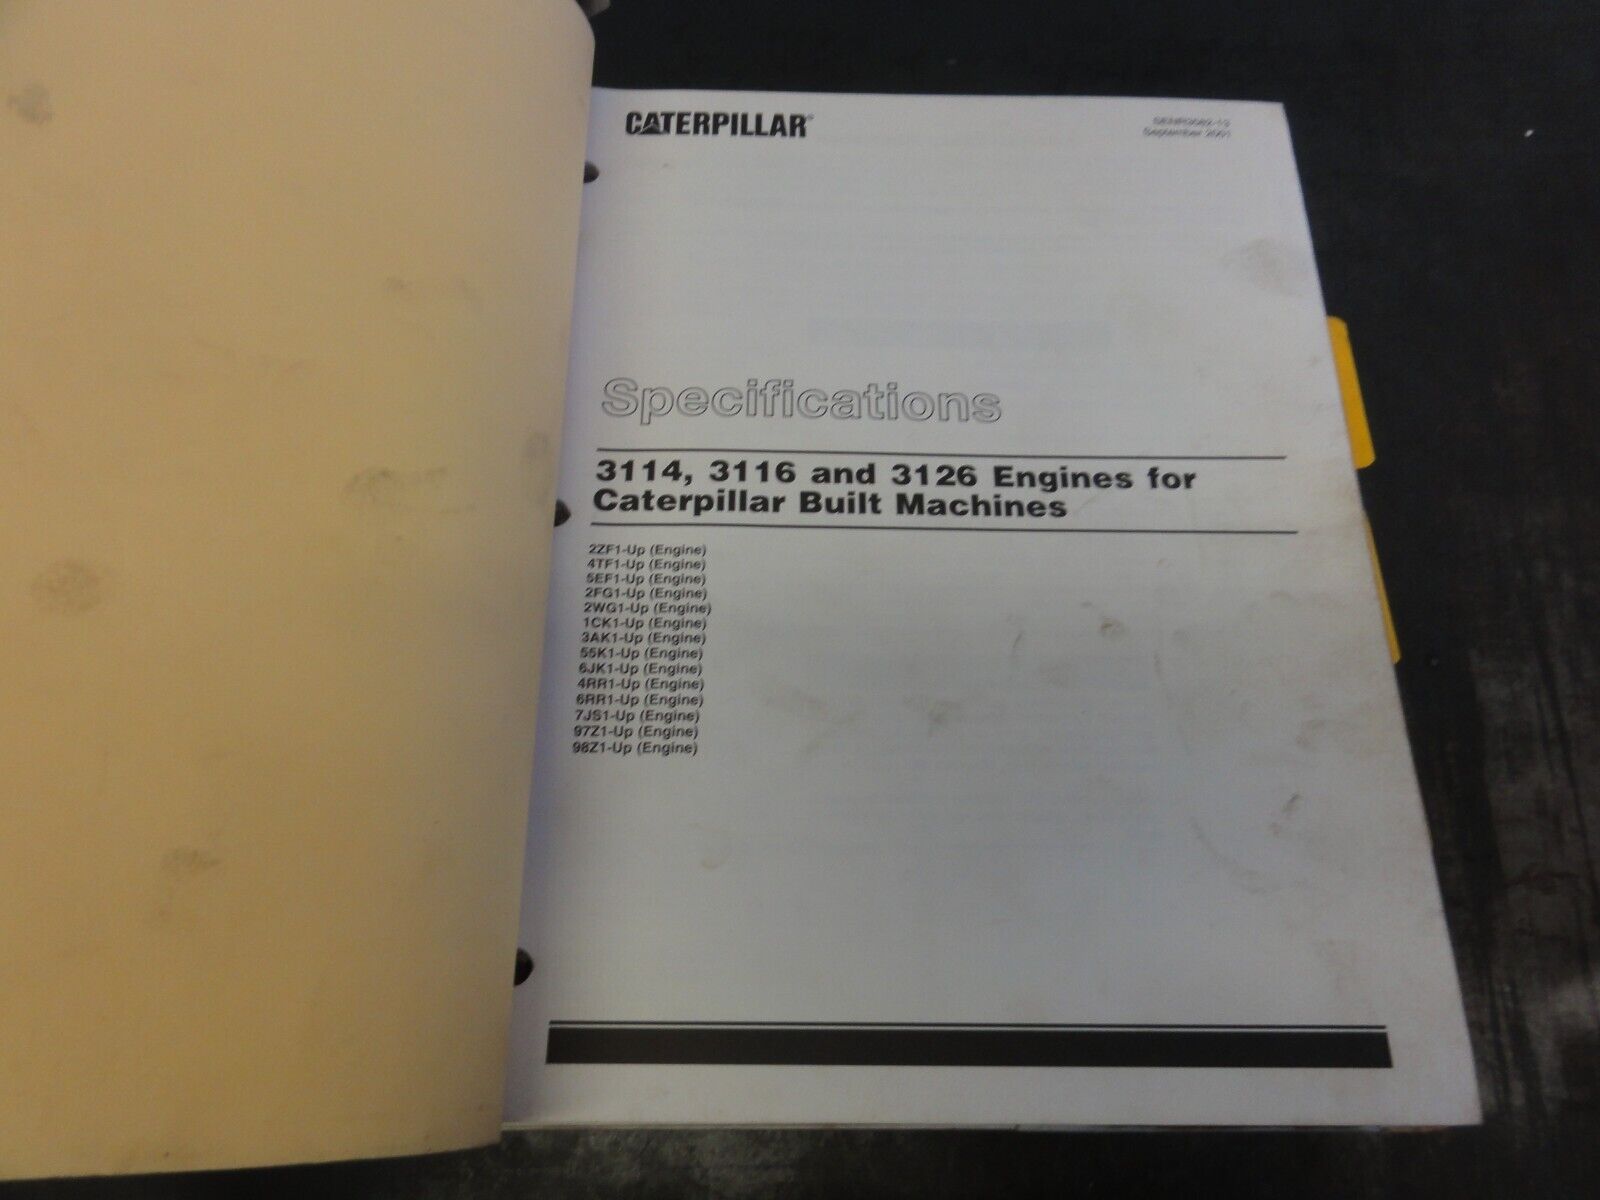 CATERPILLAR®
September 2001
Specifications
3114, 3116 and 3126 Engines for
Caterpillar Built Machines
2ZF1-Up (Engine)
4TF1-Up (Engine)
5EF1-Up (Engine)
2FG1-Up (Engine)
2WG1-Up (Engine)
1CK1-Up (Engine)
3AK1-Up (Engine)
55K1-Up (Engine)
6JK1-Up (Engine)
4RR1-Up (Engine)
6RR1-Up (Engine)
7JS1-Up (Engine)
97Z1-Up (Engine)
98Z1-Up (Engine)